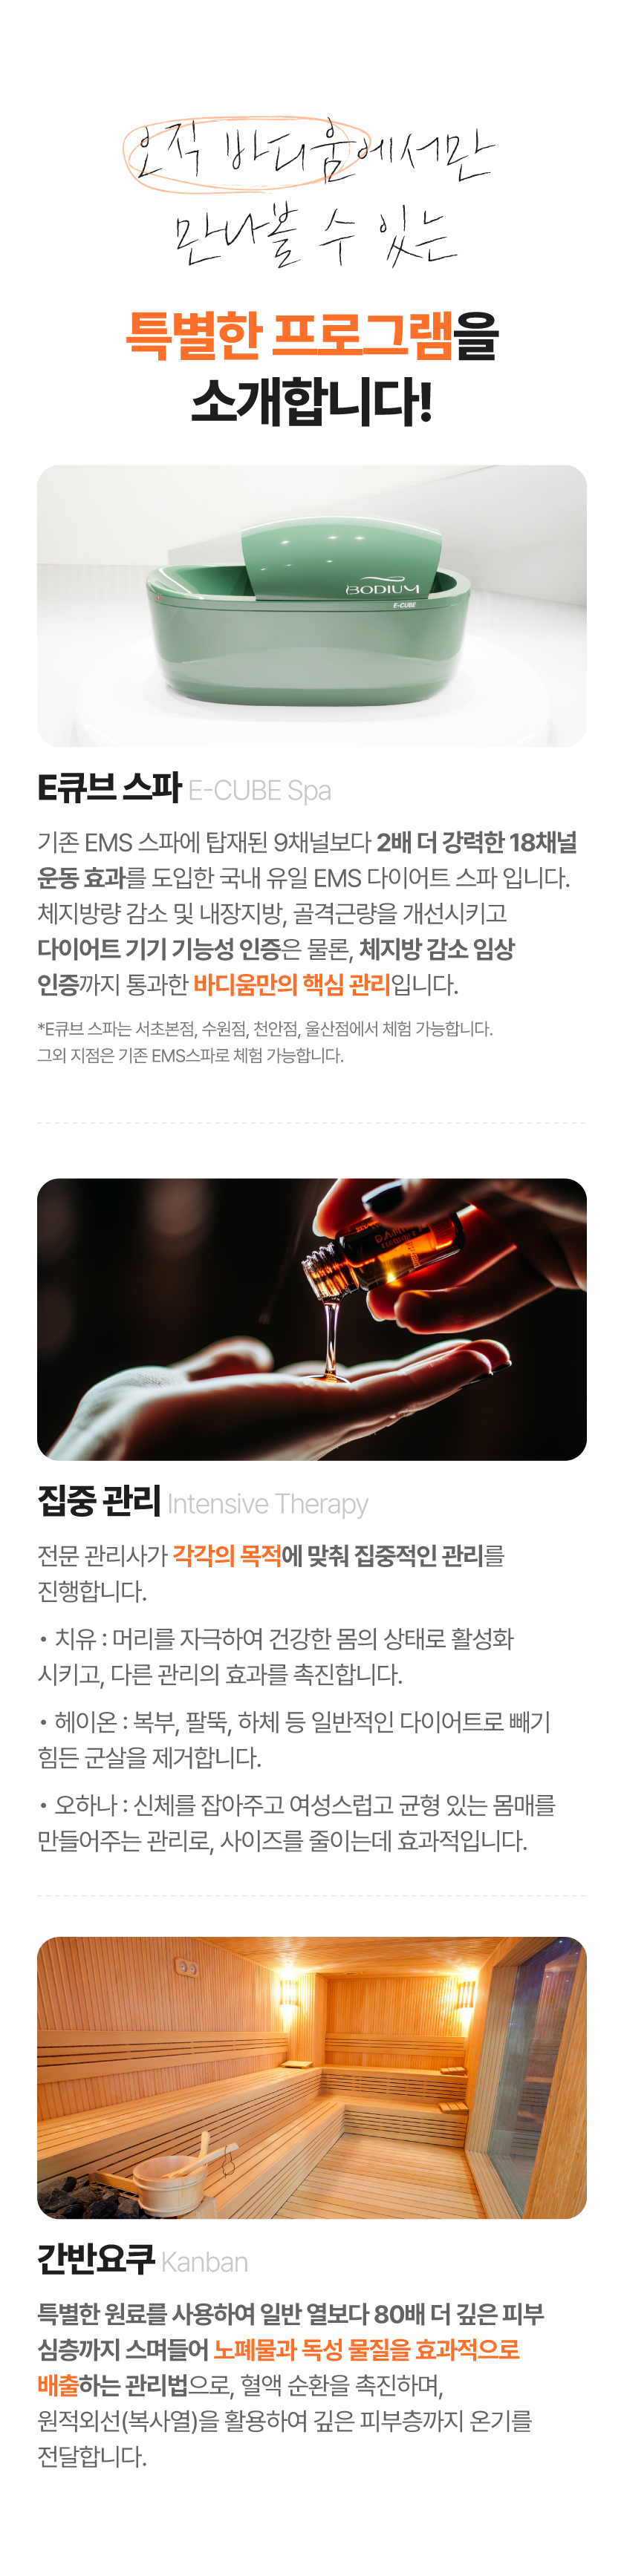 오직 바디움에서만
만나볼 수 있는
특별한 프로그램을
소개합니다!
BODIUM
E-CUBE
E큐브 스파 E-CUBE Spa
기존 EMS 스파에 탑재된 9채널보다 2배 더 강력한 18채널
운동 효과를 도입한 국내 유일 EMS 다이어트 스파 입니다.
체지방량 감소 및 내장지방, 골격근량을 개선시키고
다이어트 기기 기능성 인증은 물론, 체지방 감소 임상
인증까지 통과한 바디움만의 핵심 관리입니다.
*E큐브 스파는 서초본점, 수원점, 천안점, 울산점에서 체험 가능합니다.
그외 지점은 기존 EMS스파로 체험 가능합니다.
집중 관리 Intensive Therapy
전문 관리사가 각각의 목적에 맞춰 집중적인 관리를
진행합니다.
• 치유 : 머리를 자극하여 건강한 몸의 상태로 활성화
시키고, 다른 관리의 효과를 촉진합니다.
• 헤이온 : 복부, 팔뚝, 하체 등 일반적인 다이어트로 빼기
힘든 군살을 제거합니다.
• 오하나 : 신체를 잡아주고 여성스럽고 균형 있는 몸매를
만들어주는 관리로, 사이즈를 줄이는데 효과적입니다.
간반요쿠 Kanban
특별한 원료를 사용하여 일반 열보다 80배 더 깊은 피부
심층까지 스며들어 노폐물과 독성 물질을 효과적으로
배출하는 관리법으로, 혈액 순환을 촉진하며,
원적외선(복사열)을 활용하여 깊은 피부층까지 온기를
전달합니다.